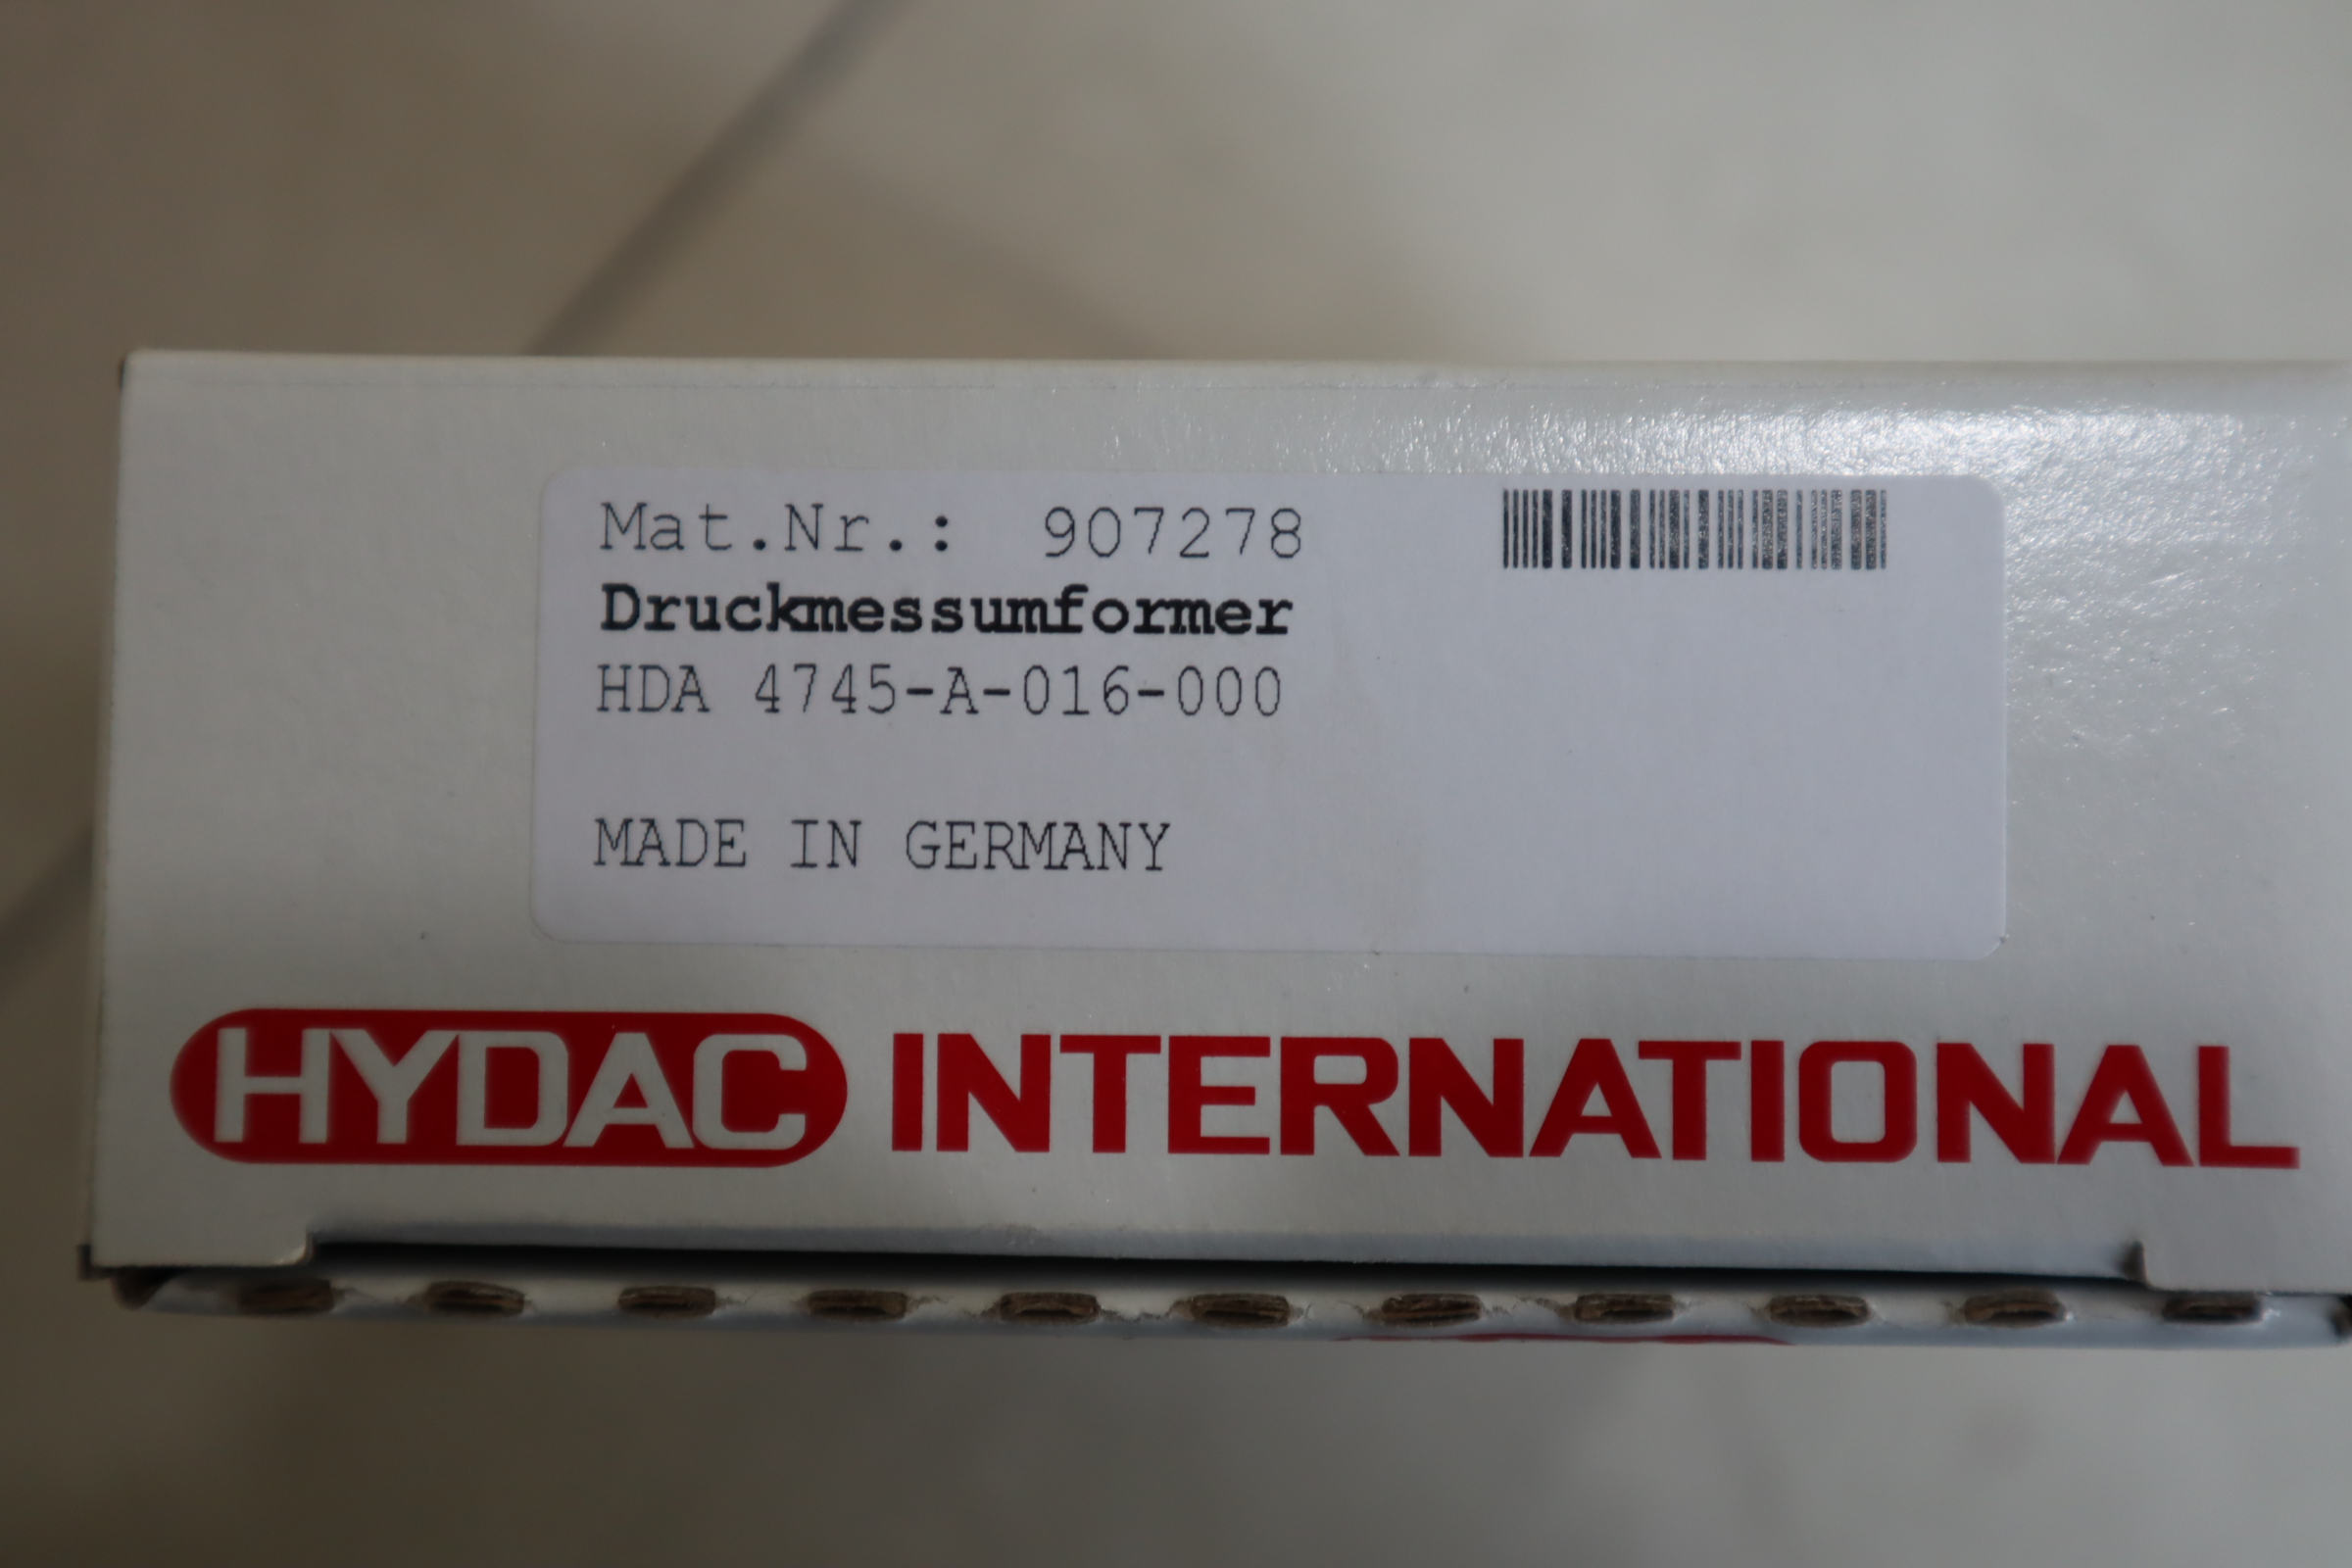 Mat.Nr.: 907278
Druckmessumformer
HDA 4745-A-016-000
MADE IN GERMANY
HYDAC INTERNATIONAL